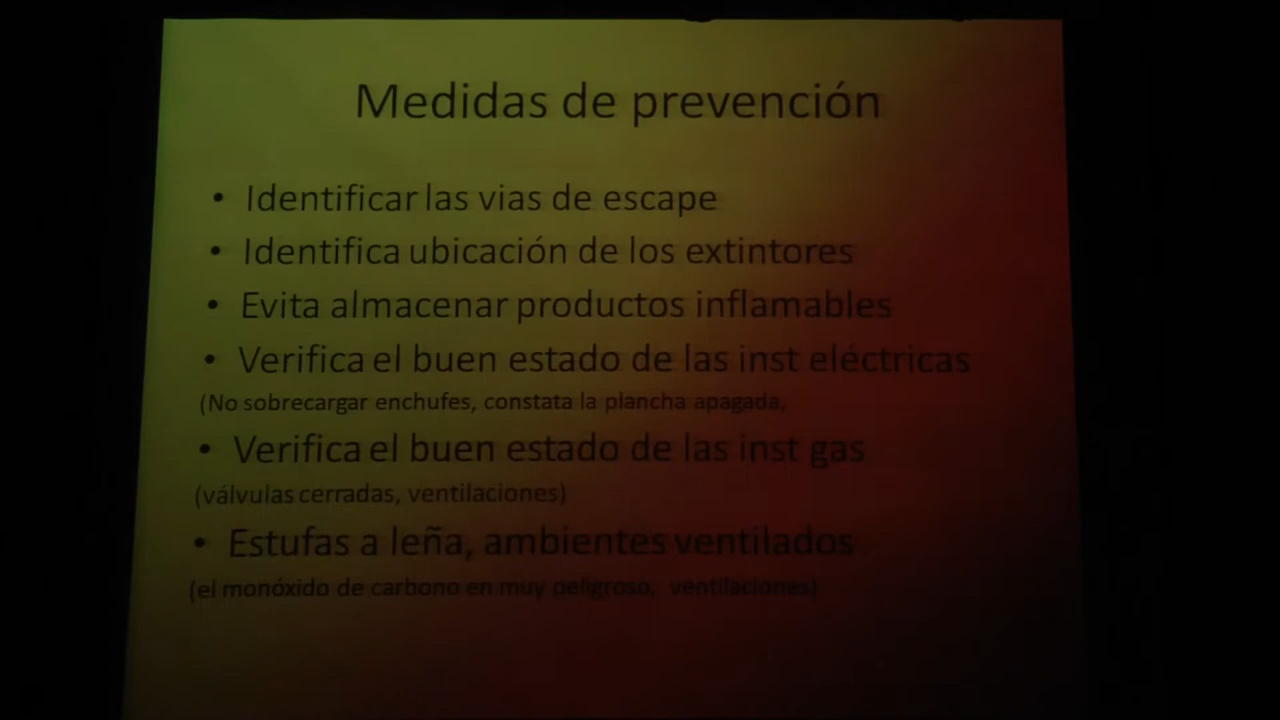 Medidas de prevención
• Identificar las vias de escape
• Identifica ubicación de los extintores
• Evita almacenar productos inflamables
• Verifica el buen estado de las inst eléctricas
(No sobrecargar enchufes, constata la plancha apagada,
• Verifica el buen estado de las inst gas
(válvulas cerradas, ventilaciones)
• Estufas a leña, ambientes ventilados
(el monóxido de carbono en muy peligroso, ventilaciones)